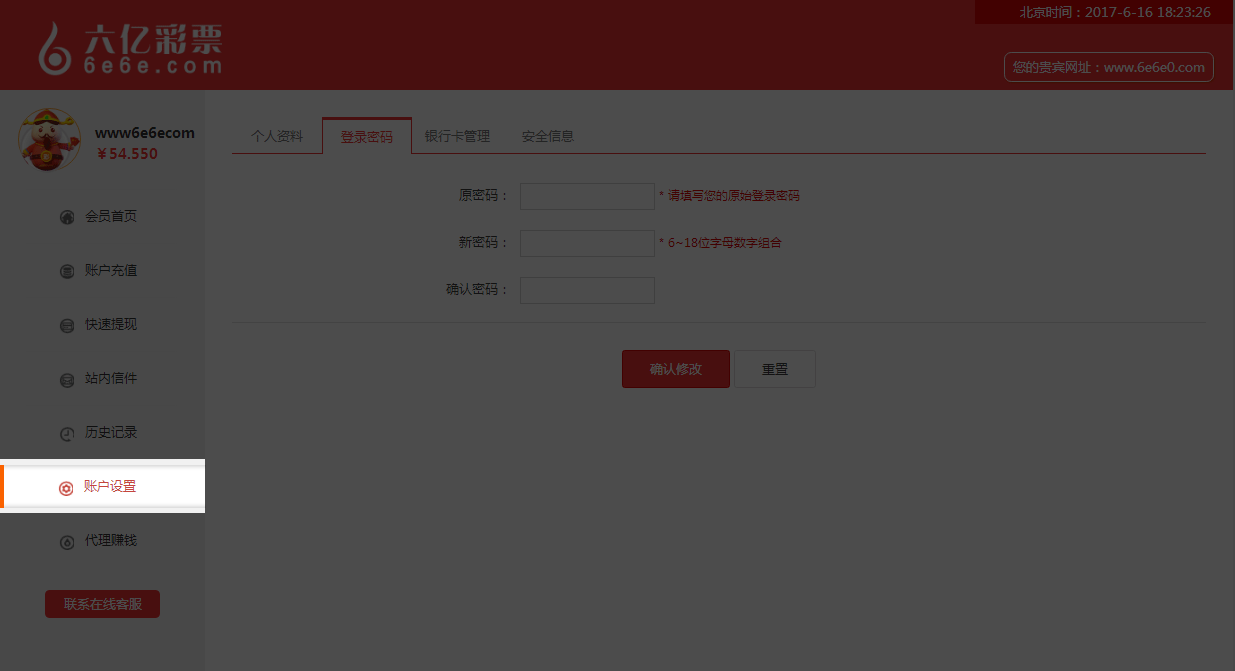 北京时间：2017-6-16 18:23:26
六亿彩票
6e6e.com
您的贵宾网址：www.6e6e0.com
www6e6ecom
￥54.550
个人资料 登录密码 银行卡管理 安全信息
原密码： * 请填写您的原始登录密码
新密码： * 6~18位字母数字组合
确认密码：
确认修改 重置
会员首页
账户充值
快速提现
站内信件
历史记录
账户设置
代理赚钱
联系在线客服